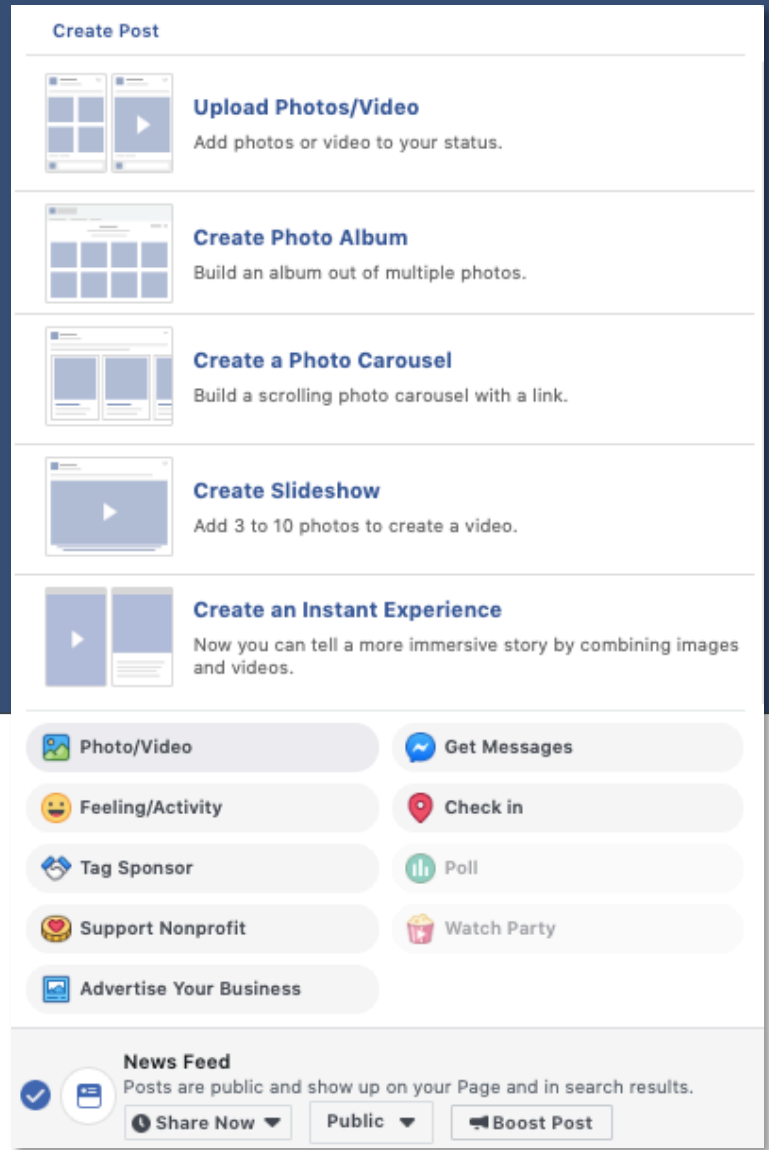 Create Post
Upload Photos/Video
Add photos or video to your status.
Create Photo Album
Build an album out of multiple photos.
Create a Photo Carousel
Build a scrolling photo carousel with a link.
Create Slideshow
Add 3 to 10 photos to create a video.
Create an Instant Experience
Now you can tell a more immersive story by combining images
and videos.
Photo/Video
Get Messages
Feeling/Activity
Check in
Tag Sponsor
Poll
Support Nonprofit
Watch Party
Advertise Your Business
News Feed
Posts are public and show up on your Page and in search results.
Share Now
Public
Boost Post